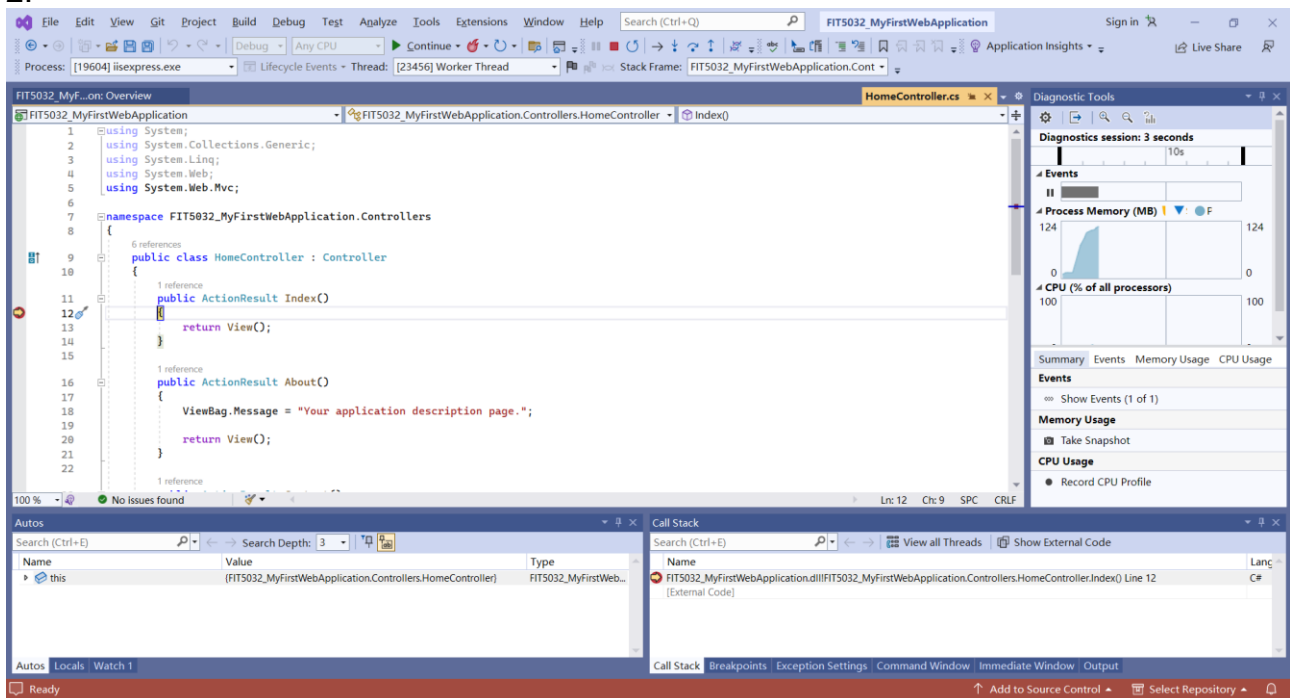 File Edit View Git Project Build Debug Test Analyze Tools Extensions Window Help Search (Ctrl+Q) FIT5032_MyFirstWebApplication Sign in
Debug Any CPU Continue Application Insights Live Share
Process: [19604] iisexpress.exe Lifecycle Events Thread: [23456] Worker Thread Stack Frame: FIT5032_MyFirstWebApplication.Cont
FIT5032_MyF...on: Overview HomeController.cs
FIT5032_MyFirstWebApplication FIT5032_MyFirstWebApplication.Controllers.HomeController Index()
1 using System;
2 using System.Collections.Generic;
3 using System.Linq;
4 using System.Web;
5 using System.Web.Mvc;
6
7 namespace FIT5032_MyFirstWebApplication.Controllers
8 {
6 references
9 public class HomeController : Controller
10 {
1 reference
11 public ActionResult Index()
12 {
13 return View();
14 }
15
1 reference
16 public ActionResult About()
17 {
18 ViewBag.Message = "Your application description page.";
19
20 return View();
21 }
22
1 reference
100 % No issues found Ln: 12 Ch: 9 SPC CRLF
Diagnostic Tools
Diagnostics session: 3 seconds
10s
Events
Process Memory (MB) F
124 124
0 0
CPU (% of all processors)
100 100
Summary Events Memory Usage CPU Usage
Events
Show Events (1 of 1)
Memory Usage
Take Snapshot
CPU Usage
Record CPU Profile
Autos
Search (Ctrl+E) Search Depth: 3
Name Value Type
this {FIT5032_MyFirstWebApplication.Controllers.HomeController} FIT5032_MyFirstWeb...
Autos Locals Watch 1
Call Stack
Search (Ctrl+E) View all Threads Show External Code
Name Lang
FIT5032_MyFirstWebApplication.dll!FIT5032_MyFirstWebApplication.Controllers.HomeController.Index() Line 12 C#
[External Code]
Call Stack Breakpoints Exception Settings Command Window Immediate Window Output
Ready Add to Source Control Select Repository